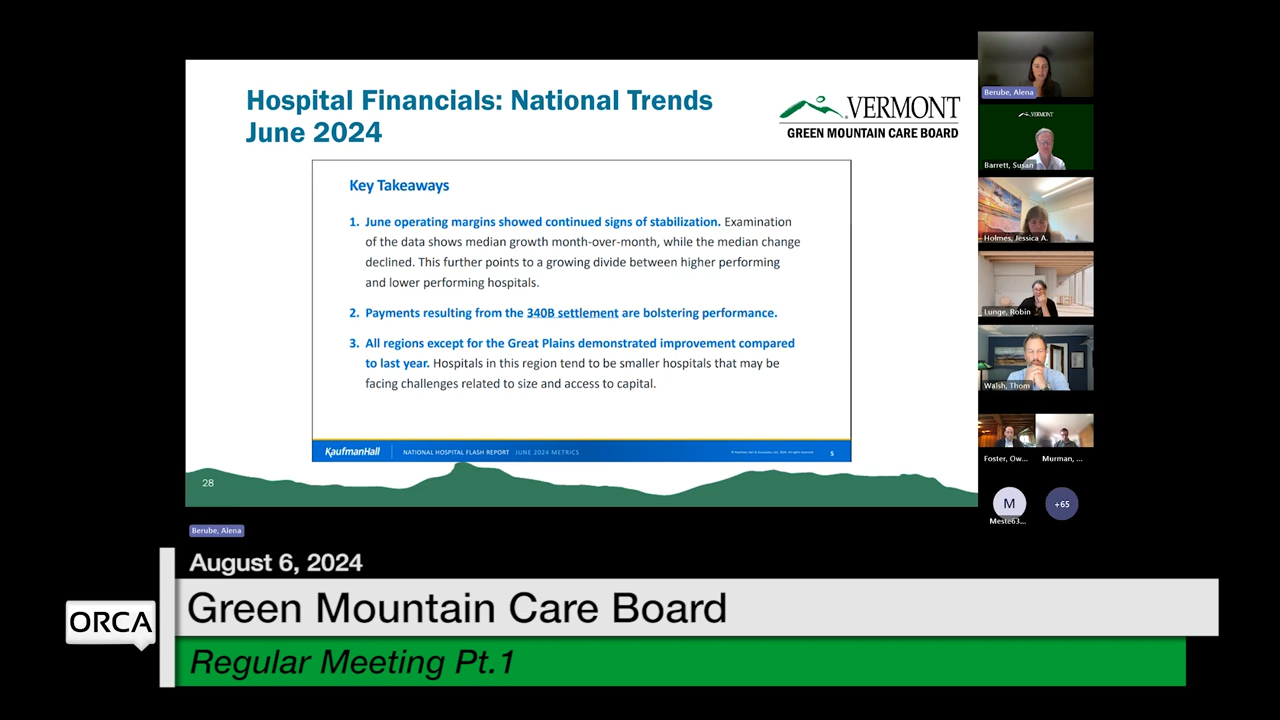 Hospital Financials: National Trends
June 2024
VERMONT
GREEN MOUNTAIN CARE BOARD
Key Takeaways
1. June operating margins showed continued signs of stabilization. Examination
of the data shows median growth month-over-month, while the median change
declined. This further points to a growing divide between higher performing
and lower performing hospitals.
2. Payments resulting from the 340B settlement are bolstering performance.
3. All regions except for the Great Plains demonstrated improvement compared
to last year. Hospitals in this region tend to be smaller hospitals that may be
facing challenges related to size and access to capital.
KaufmanHall
NATIONAL HOSPITAL FLASH REPORT JUNE 2024 METRICS
5
28
Berube, Alena
Berube, Alena
VERMONT
Barrett, Susan
Holmes, Jessica A.
Lunge, Robin
Walsh, Thom
Foster, Ow...
Murman, ...
M
Meste63...
+65
August 6, 2024
Green Mountain Care Board
ORCA
Regular Meeting Pt.1